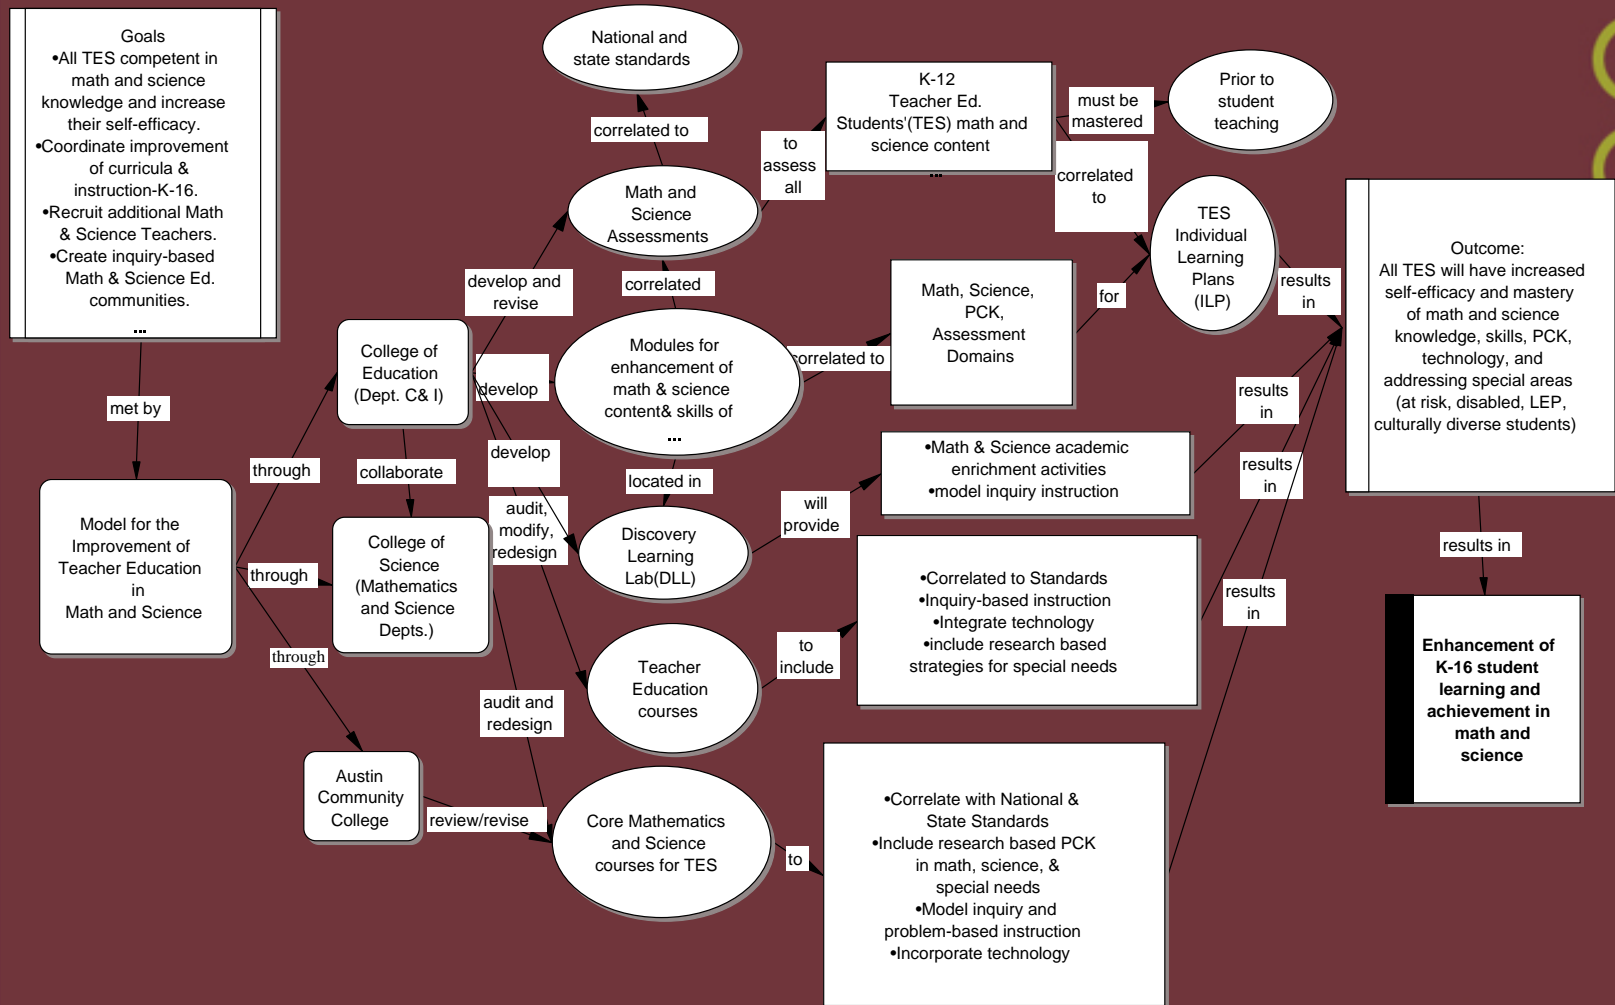 Goals
•All TES competent in
math and science
knowledge and increase
their self-efficacy.
•Coordinate improvement
of curricula &
instruction-K-16.
•Recruit additional Math
& Science Teachers.
•Create inquiry-based
Math & Science Ed.
communities.
...
met by
Model for the
Improvement of
Teacher Education
in
Math and Science
through
through
through
College of
Education
(Dept. C& I)
collaborate
College of
Science
(Mathematics
and Science
Depts.)
Austin
Community
College
develop and
revise
develop
develop
audit,
modify,
redesign
audit and
redesign
review/revise
National and
state standards
correlated to
Math and
Science
Assessments
correlated
Modules for
enhancement of
math & science
content& skills of
...
located in
Discovery
Learning
Lab(DLL)
Teacher
Education
courses
Core Mathematics
and Science
courses for TES
to
assess
all
correlated to
will
provide
to
include
to
K-12
Teacher Ed.
Students'(TES) math and
science content
...
must be
mastered
Prior to
student
teaching
correlated
to
Math, Science,
PCK,
Assessment
Domains
for
TES
Individual
Learning
Plans
(ILP)
•Math & Science academic
enrichment activities
•model inquiry instruction
•Correlated to Standards
•Inquiry-based instruction
•Integrate technology
•include research based
strategies for special needs
•Correlate with National &
State Standards
•Include research based PCK
in math, science, &
special needs
•Model inquiry and
problem-based instruction
•Incorporate technology
results
in
results
in
results
in
results
in
Outcome:
All TES will have increased
self-efficacy and mastery
of math and science
knowledge, skills, PCK,
technology, and
addressing special areas
(at risk, disabled, LEP,
culturally diverse students)
results in
Enhancement of
K-16 student
learning and
achievement in
math and
science